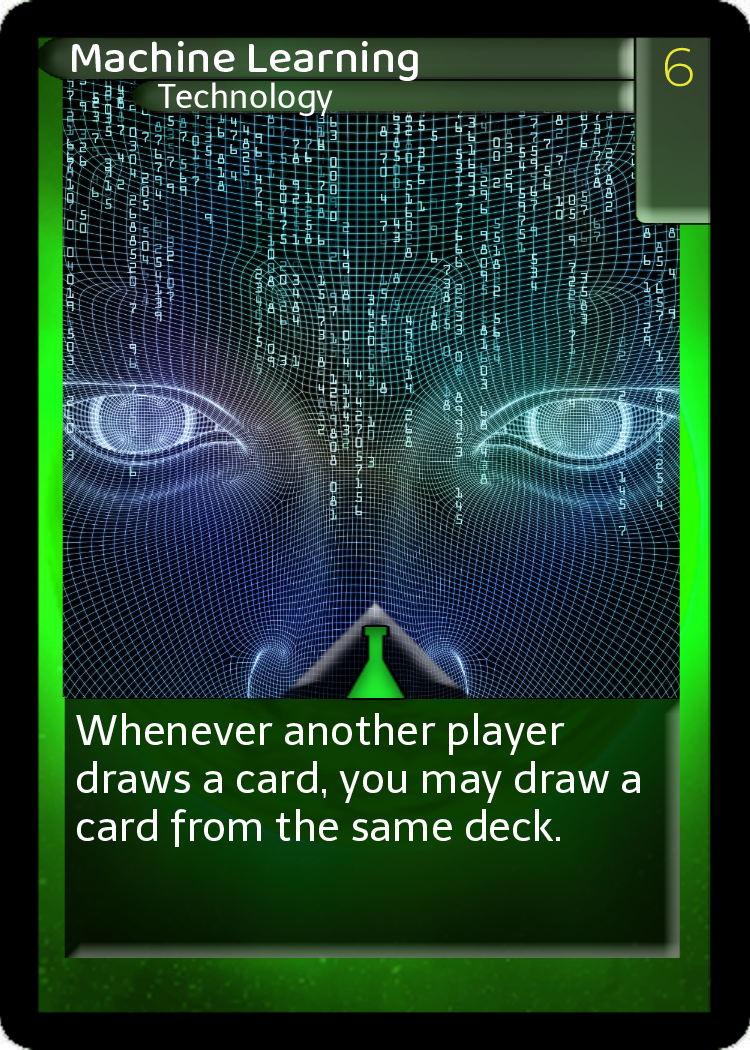 Machine Learning
6
Technology
Whenever another player
draws a card, you may draw a
card from the same deck.